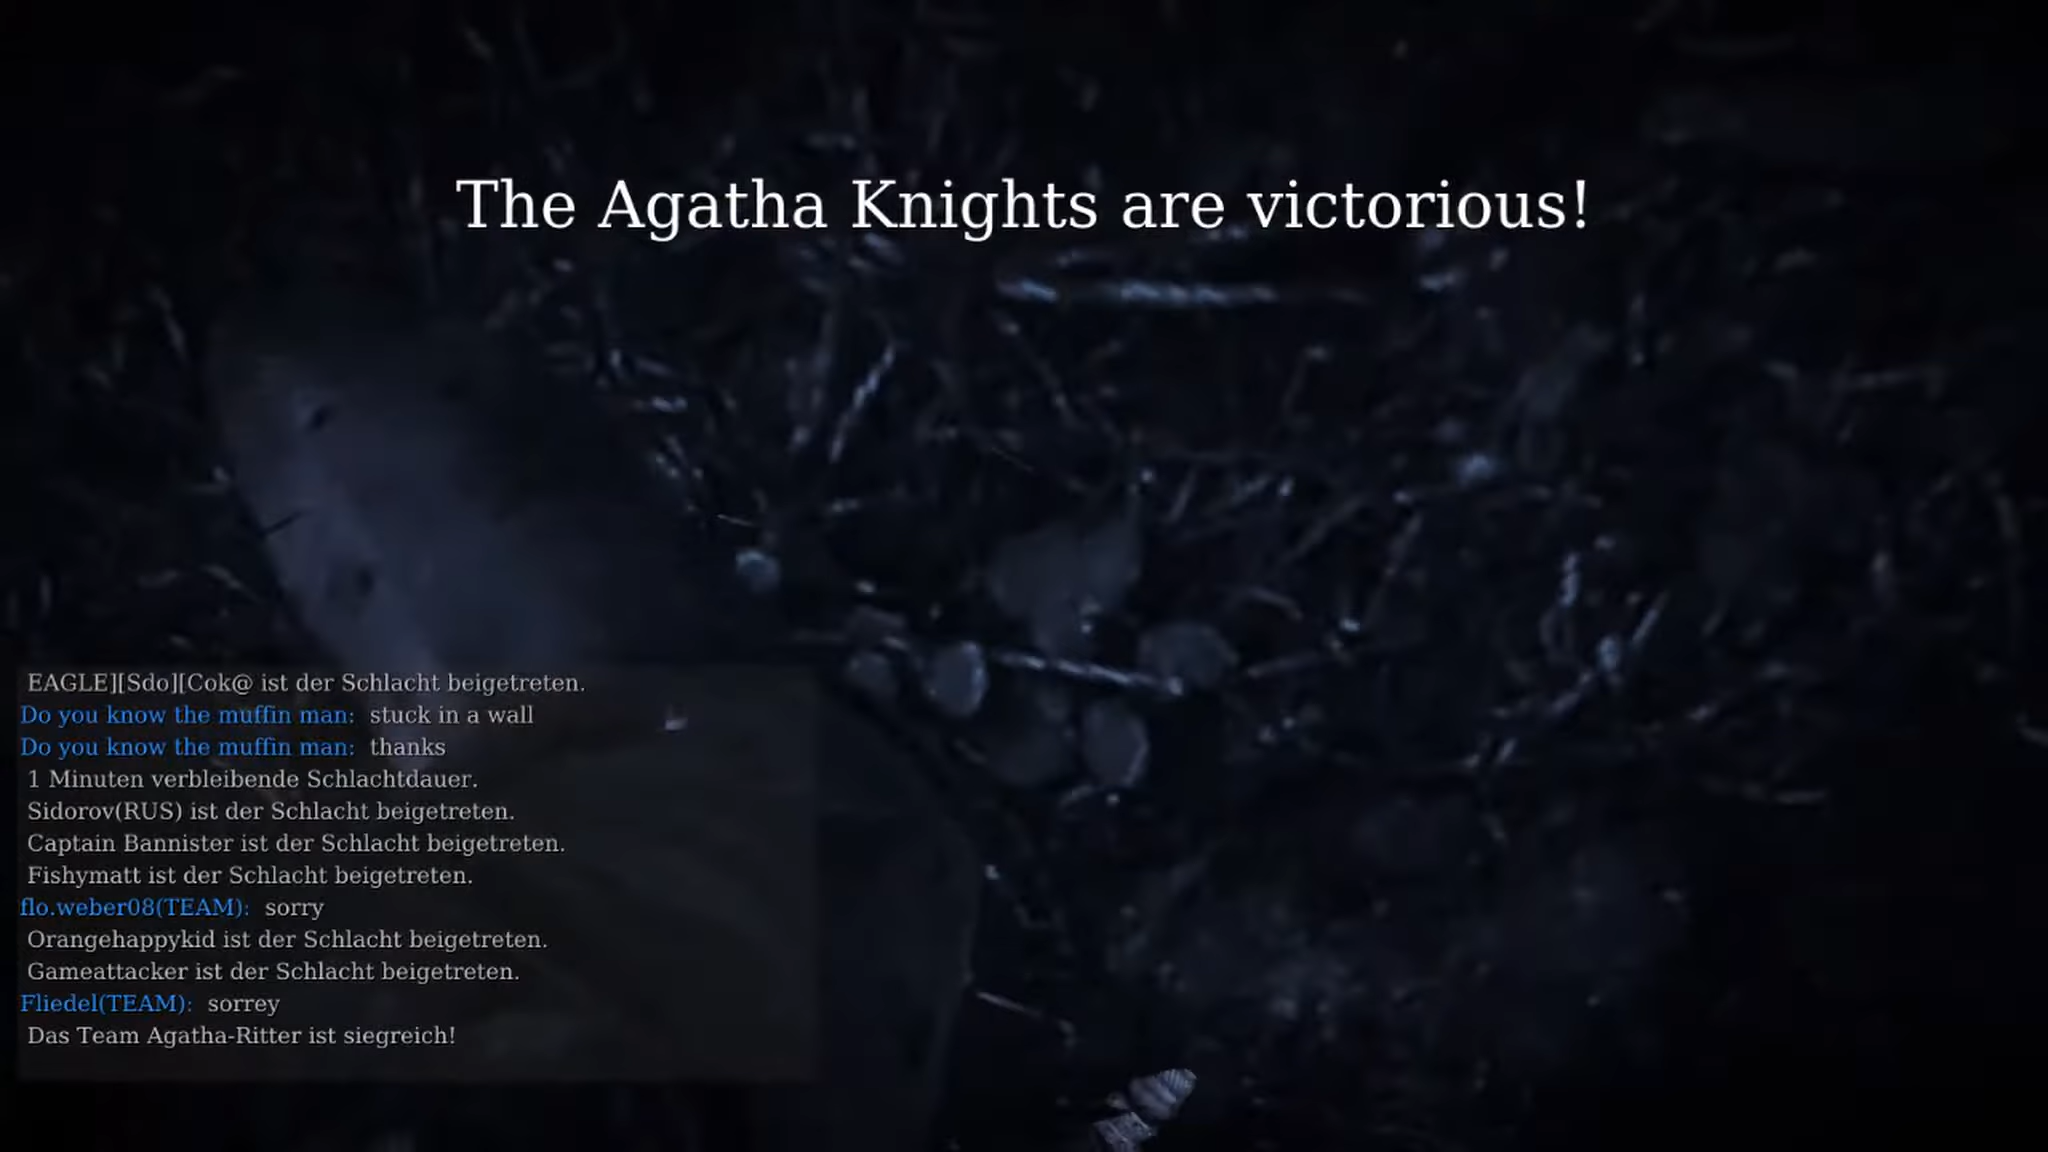 The Agatha Knights are victorious!
EAGLE][Sdo][Cok@ ist der Schlacht beigetreten.
Do you know the muffin man: stuck in a wall
Do you know the muffin man: thanks
1 Minuten verbleibende Schlachtdauer.
Sidorov(RUS) ist der Schlacht beigetreten.
Captain Bannister ist der Schlacht beigetreten.
Fishymatt ist der Schlacht beigetreten.
flo.weber08(TEAM): sorry
Orangehappykid ist der Schlacht beigetreten.
Gameattacker ist der Schlacht beigetreten.
Fliedel(TEAM): sorrey
Das Team Agatha-Ritter ist siegreich!